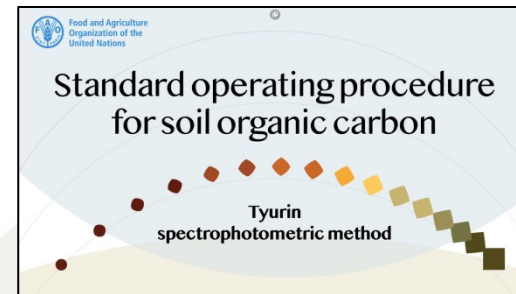 Food and Agriculture
Organization of the
United Nations
Standard operating procedure
for soil organic carbon
Tyurin
spectrophotometric method